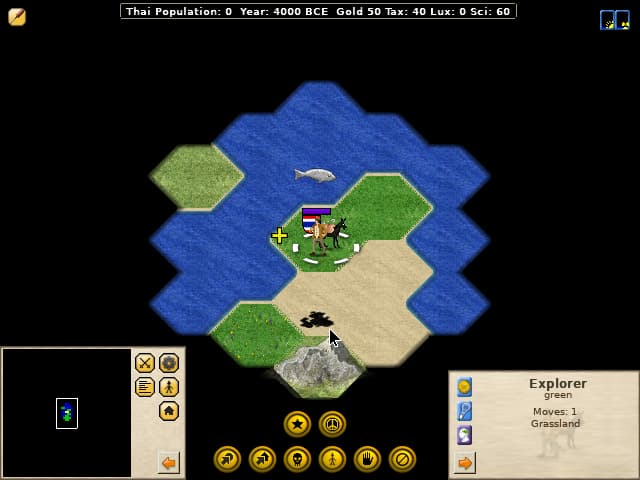 Thai Population: 0 Year: 4000 BCE Gold 50 Tax: 40 Lux: 0 Sci: 60
Explorer
green
Moves: 1
Grassland